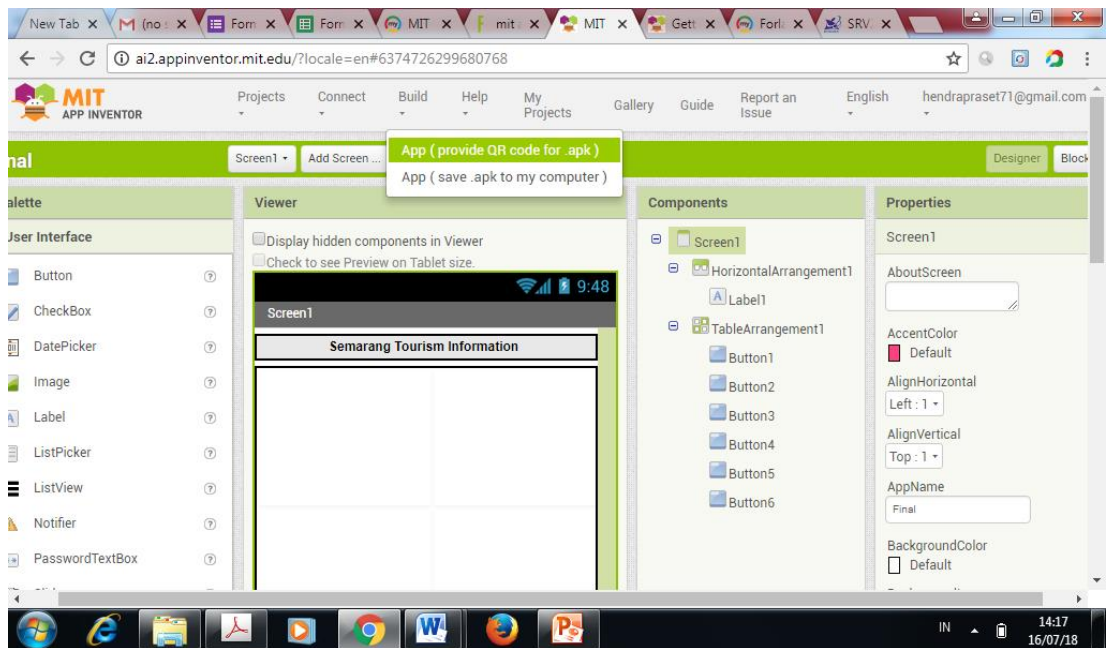 New Tab M (no s Form Form MIT mit a MIT Gett Forl SRV.
ai2.appinventor.mit.edu/?locale=en#6374726299680768
MIT APP INVENTOR
Projects Connect Build Help My Projects Gallery Guide Report an Issue English hendrapraset71@gmail.com
nal Screen1 Add Screen ... Designer Block
App ( provide QR code for .apk )
App ( save .apk to my computer )
alette
User Interface
Button
CheckBox
DatePicker
Image
Label
ListPicker
ListView
Notifier
PasswordTextBox
Viewer
Display hidden components in Viewer
Check to see Preview on Tablet size.
9:48
Screen1
Semarang Tourism Information
Components
Screen1
HorizontalArrangement1
A Label1
TableArrangement1
Button1
Button2
Button3
Button4
Button5
Button6
Properties
Screen1
AboutScreen
AccentColor
Default
AlignHorizontal
Left : 1
AlignVertical
Top : 1
AppName
Final
BackgroundColor
Default
IN 14:17
16/07/18